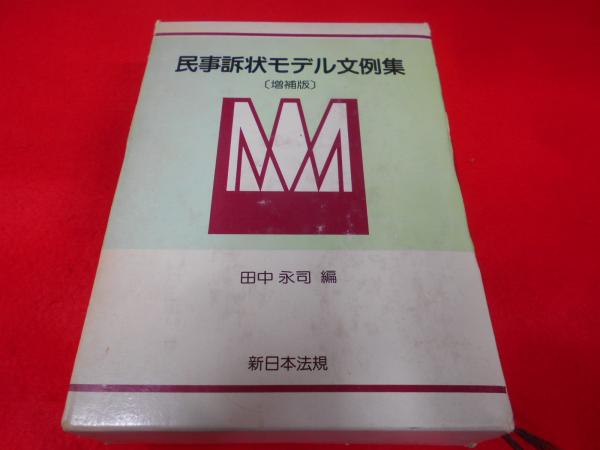 民事訴状モデル文例集
〔増補版〕
田中永司 編
新日本法規